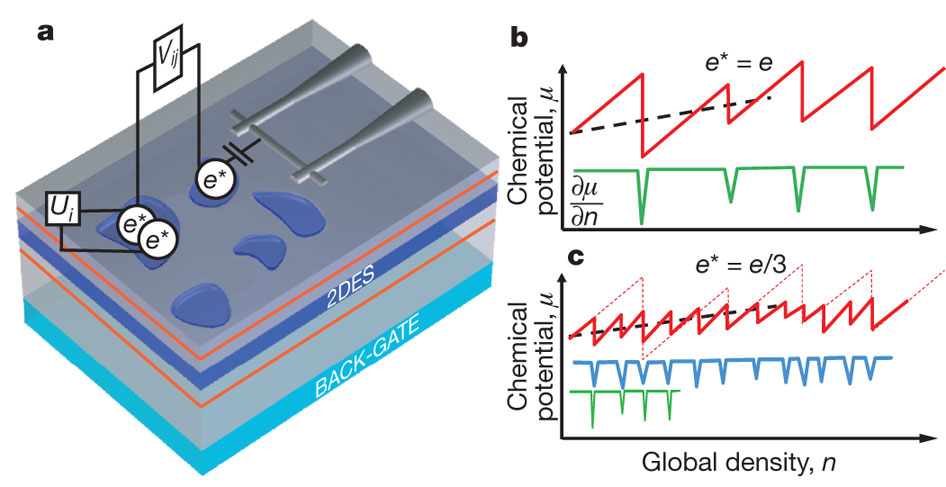 a
V_ij
e*
U_i
e*
e*
2DES
BACK-GATE
b
e* = e
Chemical
potential, μ
∂μ
∂n
c
e* = e/3
Chemical
potential, μ
Global density, n